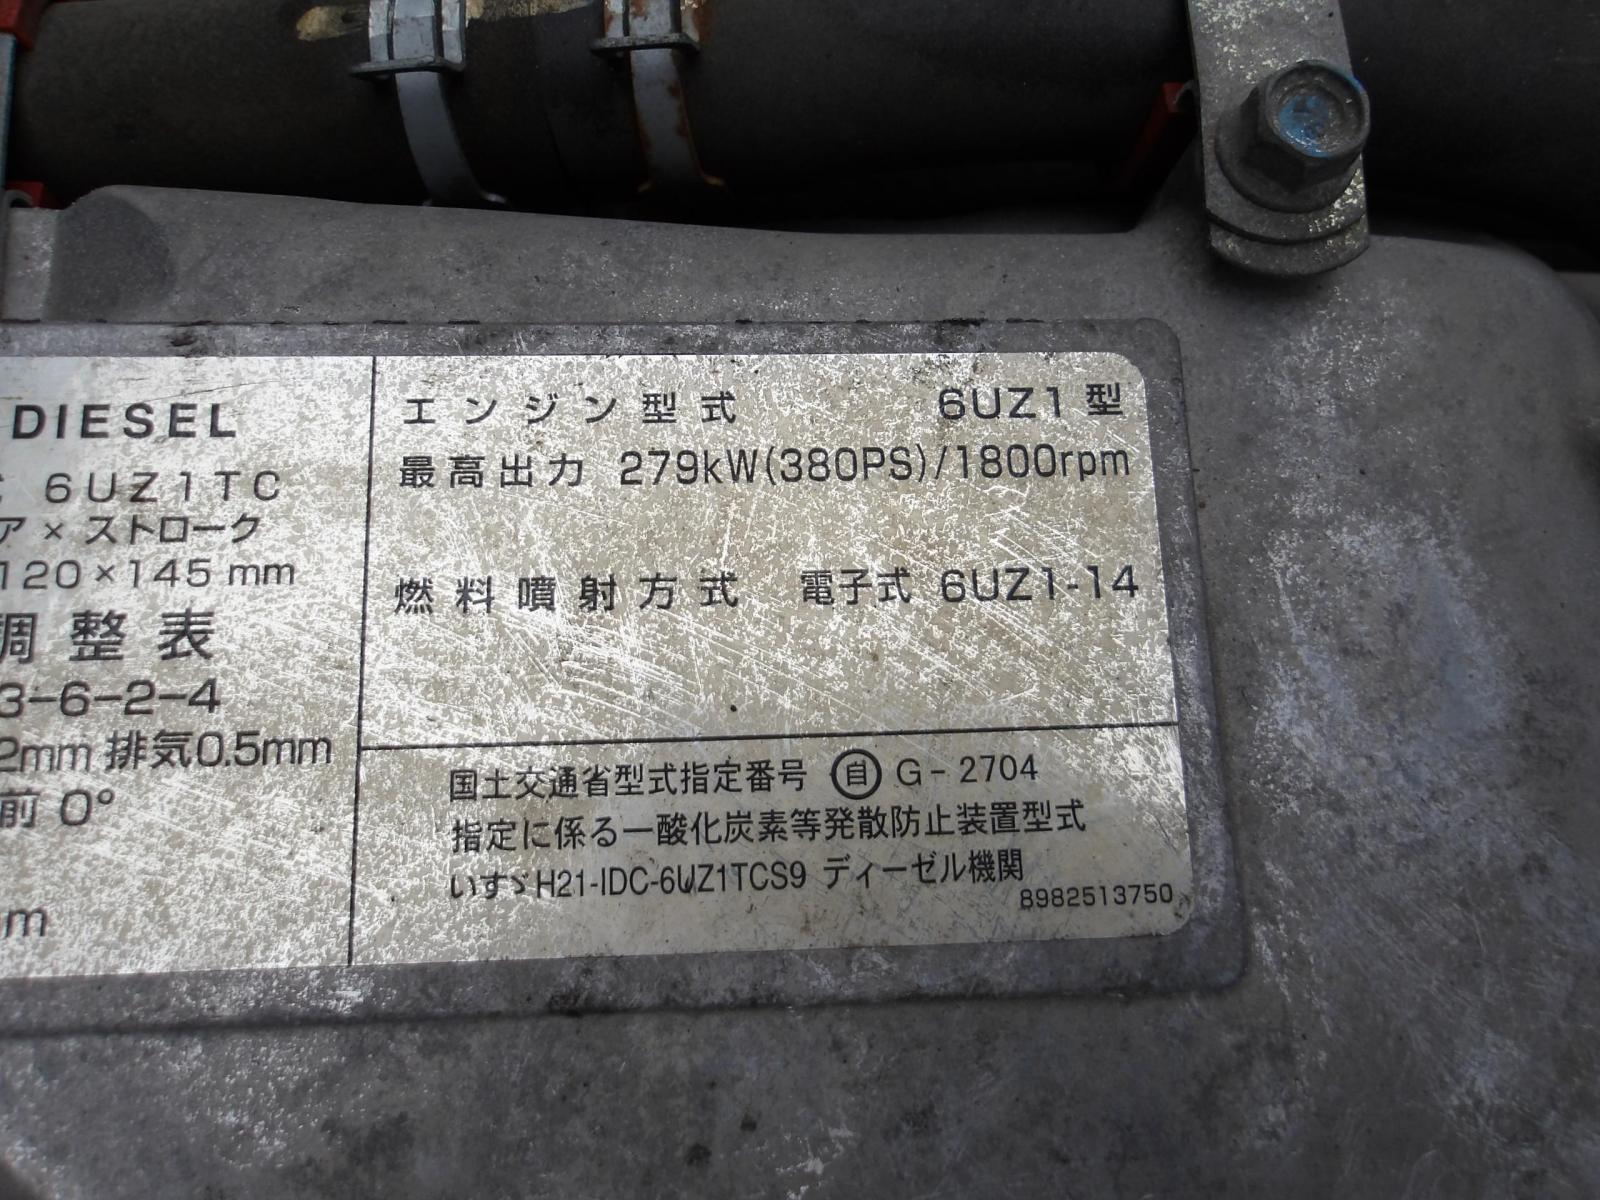 DIESEL
6UZ1TC
ア×ストローク
120×145mm
調整表
3-6-2-4
2mm 排気0.5mm
前 0°
m
エンジン型式 6UZ1型
最高出力 279kW(380PS)/1800rpm
燃料噴射方式 電子式 6UZ1-14
国土交通省型式指定番号 自 G-2704
指定に係る一酸化炭素等発散防止装置型式
いすゞH21-IDC-6UZ1TCS9 ディーゼル機関
8982513750